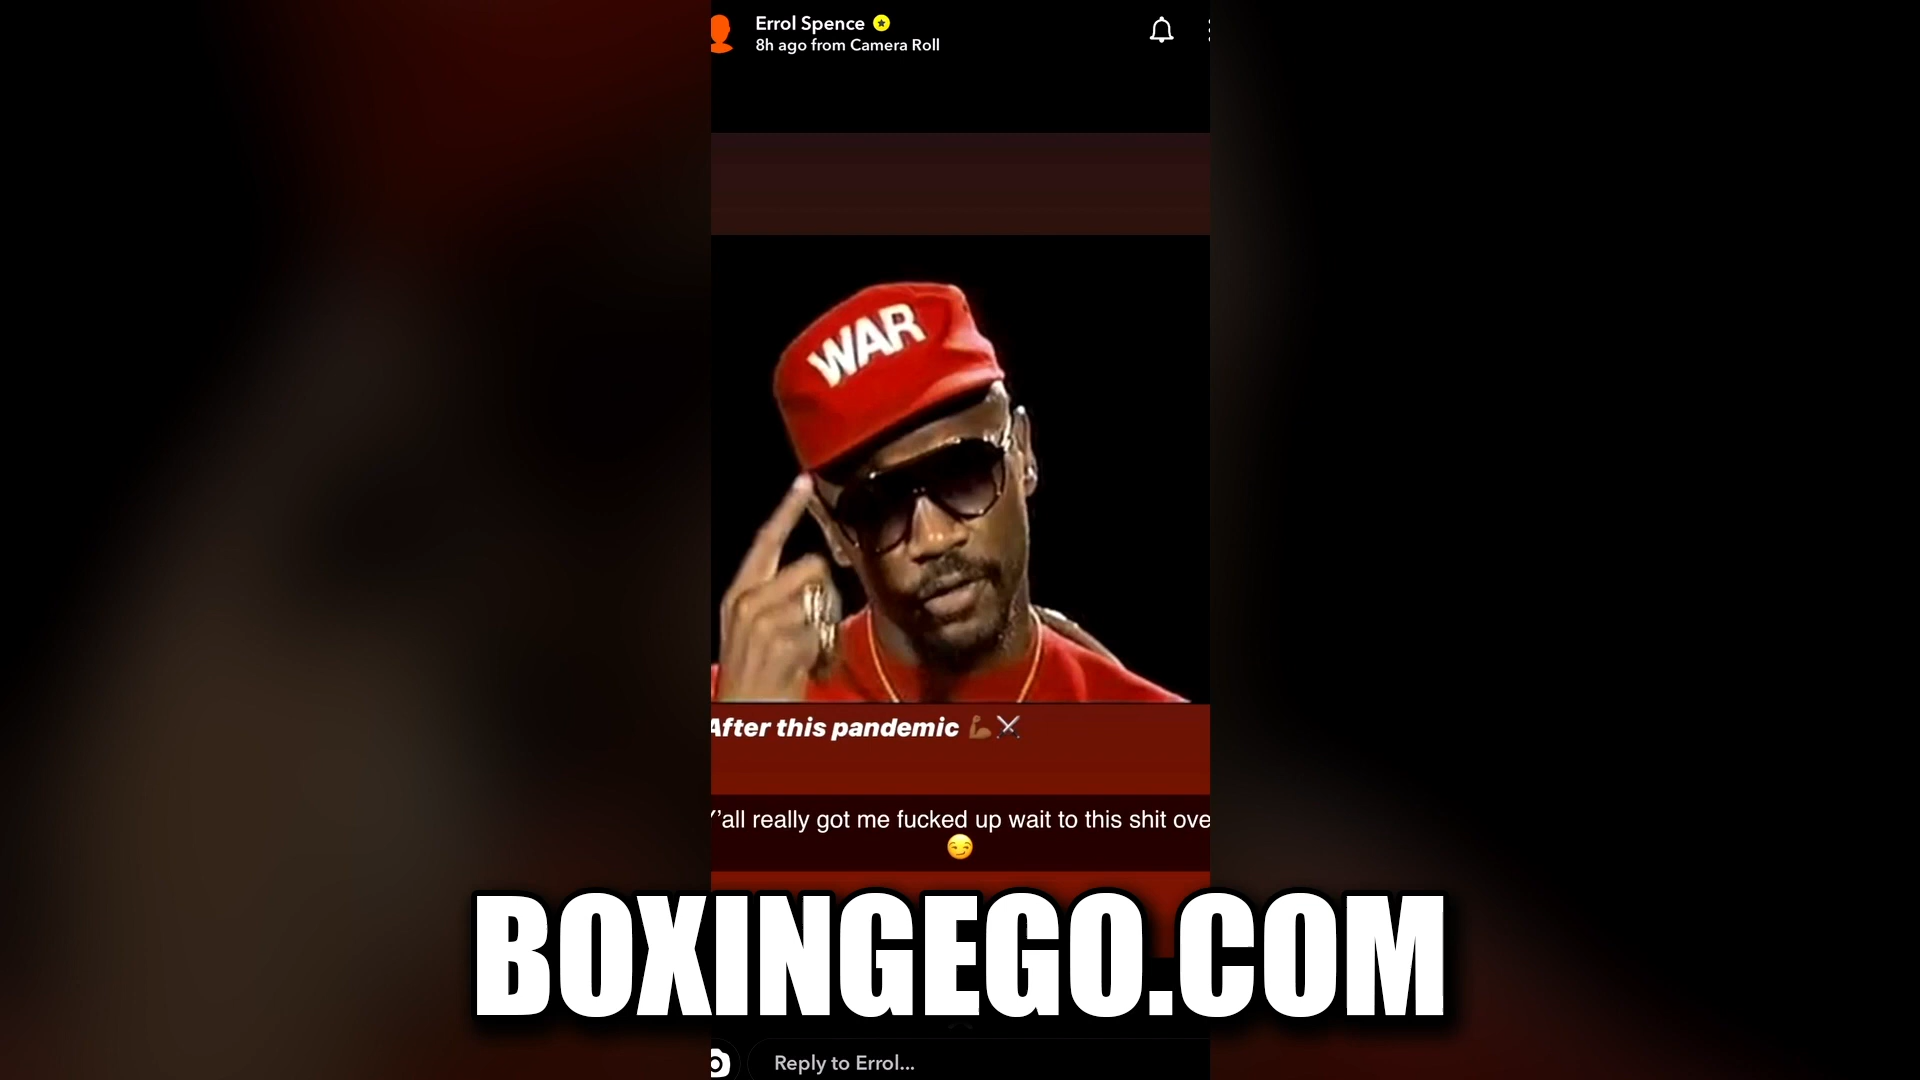 Errol Spence
8h ago from Camera Roll
WAR
After this pandemic 💪🏾⚔
Y'all really got me fucked up wait to this shit ove
😏
BOXINGEGO.COM
Reply to Errol...